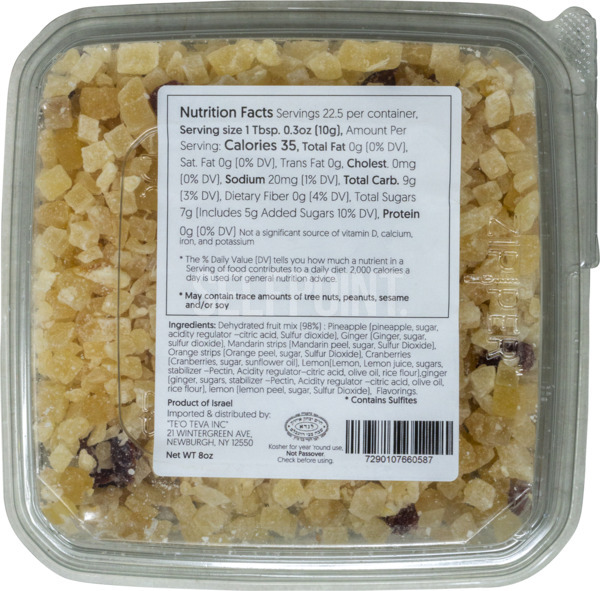 Nutrition Facts Servings 22.5 per container,
Serving size 1 Tbsp. 0.3oz (10g), Amount Per
Serving: Calories 35, Total Fat 0g [0% DV],
Sat. Fat 0g [0% DV], Trans Fat 0g, Cholest. 0mg
[0% DV], Sodium 20mg [1% DV], Total Carb. 9g
[3% DV], Dietary Fiber 0g [4% DV], Total Sugars
7g [Includes 5g Added Sugars 10% DV], Protein
0g [0% DV] Not a significant source of vitamin D, calcium,
iron, and potassium
* The % Daily Value [DV] tells you how much a nutrient in a
Serving of food contributes to a daily diet. 2,000 calories a
day is used for general nutrition advice.
* May contain trace amounts of tree nuts, peanuts, sesame
and/or soy
Ingredients: Dehydrated fruit mix [98%] : Pineapple [pineapple, sugar,
acidity regulator –citric acid, Sulfur dioxide), Ginger [Ginger, sugar,
sulfur dioxide], Mandarin strips [Mandarin peel, sugar, Sulfur Dioxide],
Orange strips [Orange peel, sugar, Sulfur Dioxide], Cranberries
[Cranberries, sugar, sunflower oil], Lemon[Lemon, Lemon juice, sugars,
stabilizer –Pectin, Acidity regulator–citric acid, olive oil, rice flour],ginger
[ginger, sugars, stabilizer –Pectin, Acidity regulator –citric acid, olive oil,
rice flour], lemon [lemon peel, sugar, Sulfur Dioxide], Flavorings.
* Contains Sulfites
Product of Israel
Imported & distributed by:
"TE'O TEVA INC"
21 WINTERGREEN AVE,
NEWBURGH, NY 12550
Net WT 8oz
Kosher for year 'round use,
Not Passover.
Check before using.
7290107660587
POINT.